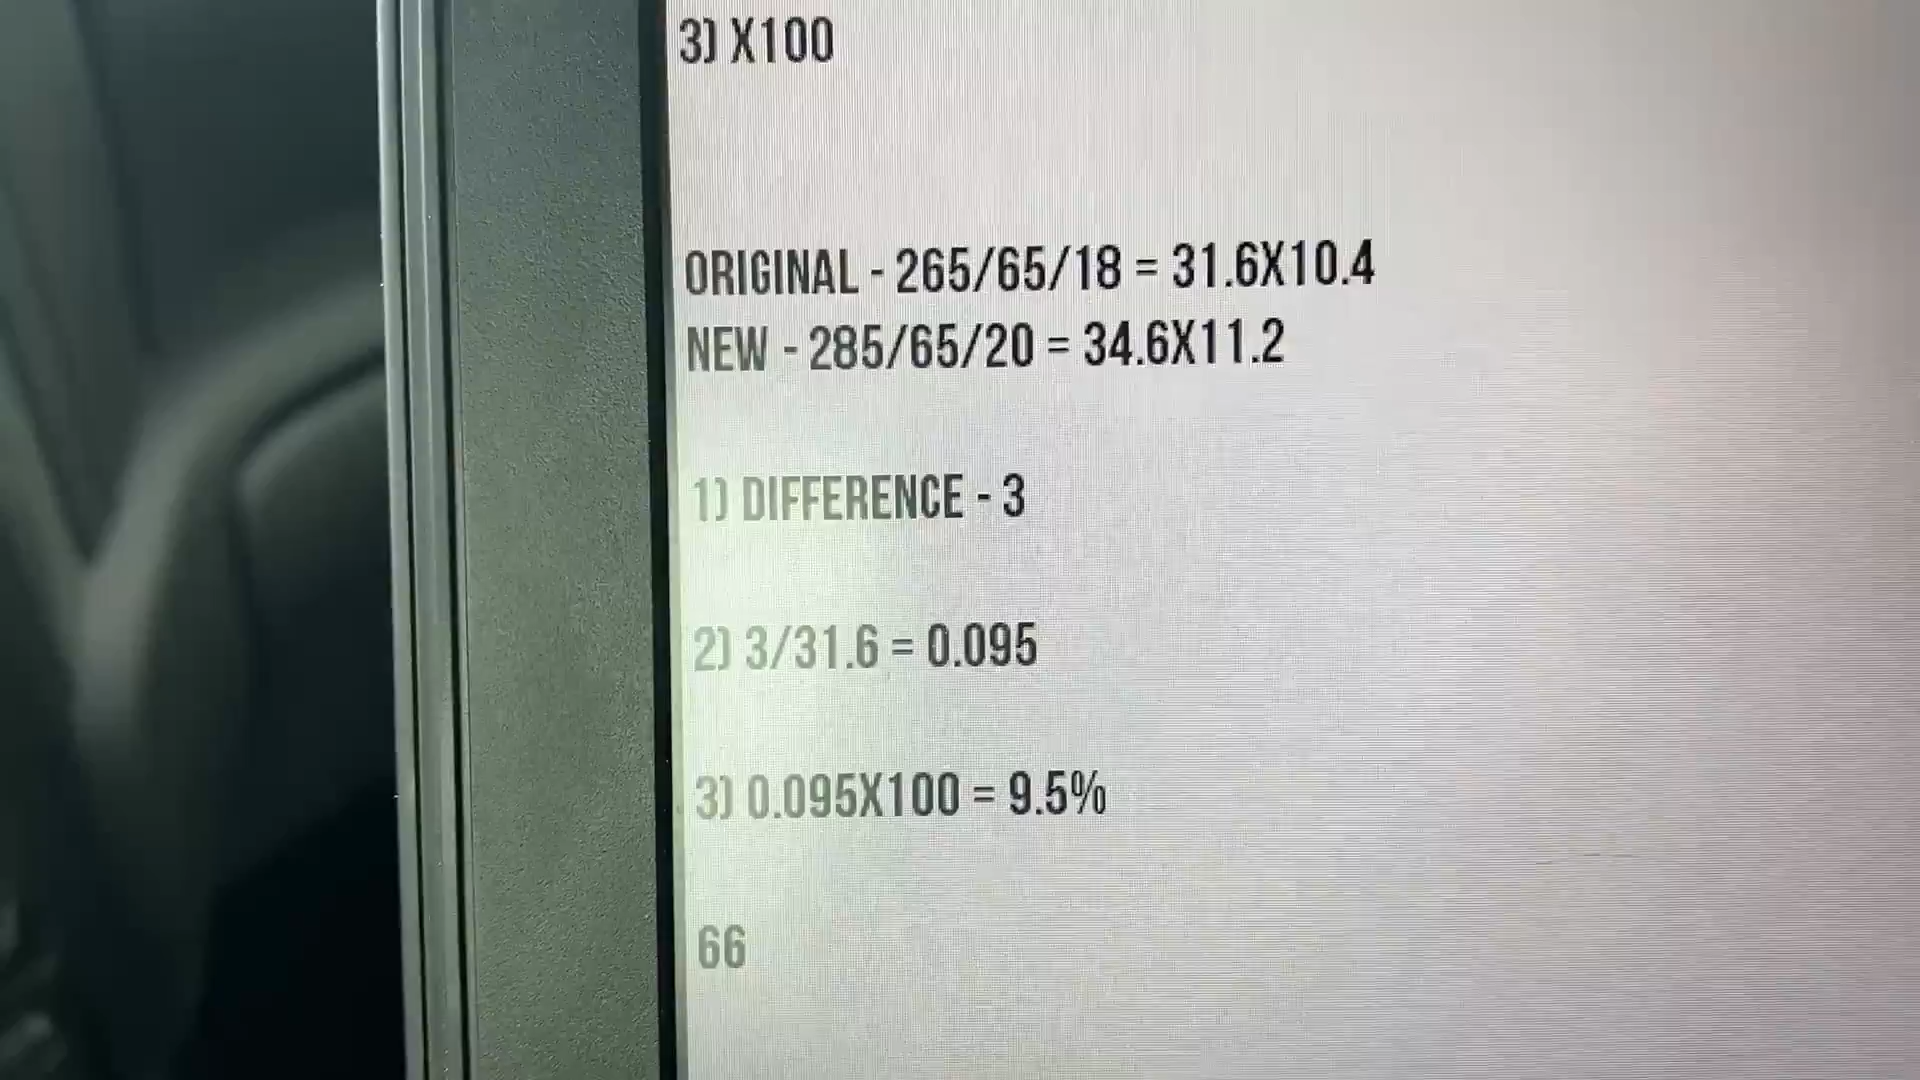 3) X100
ORIGINAL - 265/65/18 = 31.6X10.4
NEW - 285/65/20 = 34.6X11.2
1) DIFFERENCE - 3
2) 3/31.6 = 0.095
3) 0.095X100 = 9.5%
66